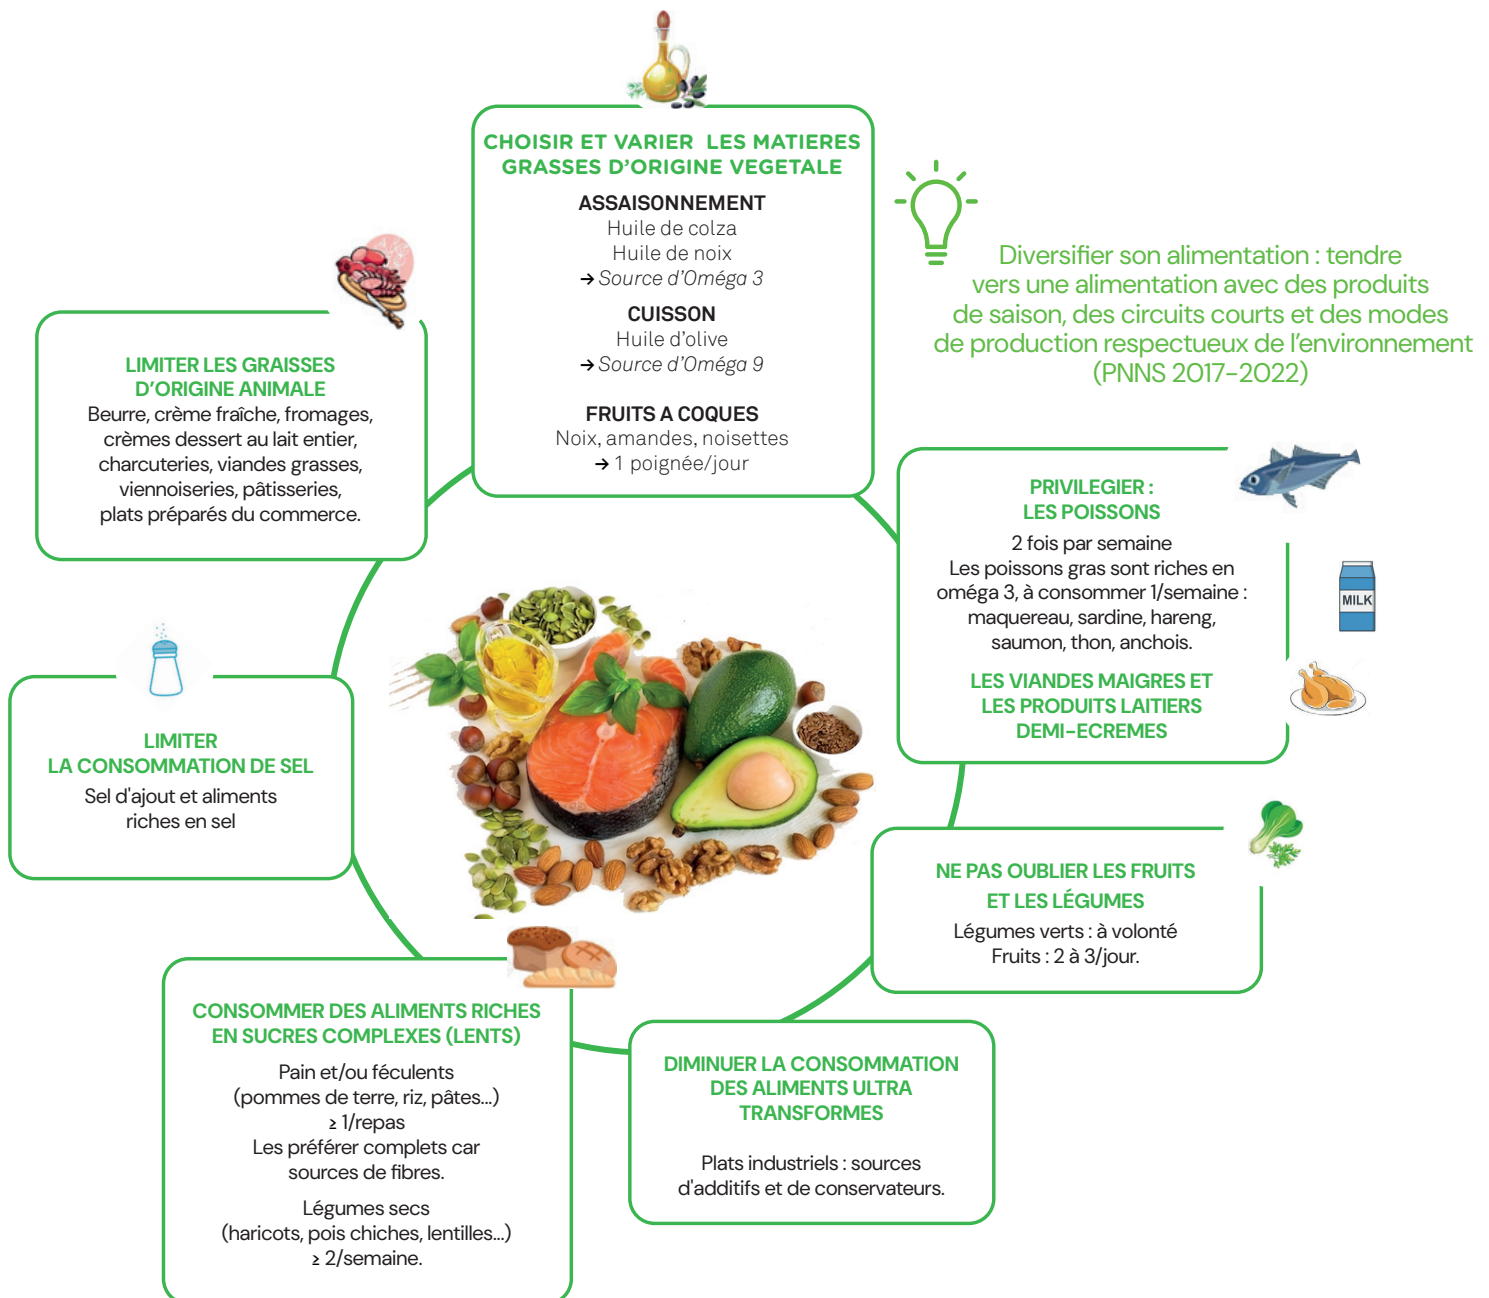 CHOISIR ET VARIER LES MATIERES
GRASSES D'ORIGINE VEGETALE
ASSAISONNEMENT
Huile de colza
Huile de noix
→ Source d'Oméga 3
CUISSON
Huile d'olive
→ Source d'Oméga 9
FRUITS A COQUES
Noix, amandes, noisettes
→ 1 poignée/jour
Diversifier son alimentation : tendre
vers une alimentation avec des produits
de saison, des circuits courts et des modes
de production respectueux de l'environnement
(PNNS 2017-2022)
LIMITER LES GRAISSES
D'ORIGINE ANIMALE
Beurre, crème fraîche, fromages,
crèmes dessert au lait entier,
charcuteries, viandes grasses,
viennoiseries, pâtisseries,
plats préparés du commerce.
PRIVILEGIER :
LES POISSONS
2 fois par semaine
Les poissons gras sont riches en
oméga 3, à consommer 1/semaine :
maquereau, sardine, hareng,
saumon, thon, anchois.
MILK
LES VIANDES MAIGRES ET
LES PRODUITS LAITIERS
DEMI-ECREMES
LIMITER
LA CONSOMMATION DE SEL
Sel d'ajout et aliments
riches en sel
NE PAS OUBLIER LES FRUITS
ET LES LÉGUMES
Légumes verts : à volonté
Fruits : 2 à 3/jour.
CONSOMMER DES ALIMENTS RICHES
EN SUCRES COMPLEXES (LENTS)
Pain et/ou féculents
(pommes de terre, riz, pâtes...)
≥ 1/repas
Les préférer complets car
sources de fibres.
Légumes secs
(haricots, pois chiches, lentilles...)
≥ 2/semaine.
DIMINUER LA CONSOMMATION
DES ALIMENTS ULTRA
TRANSFORMES
Plats industriels : sources
d'additifs et de conservateurs.